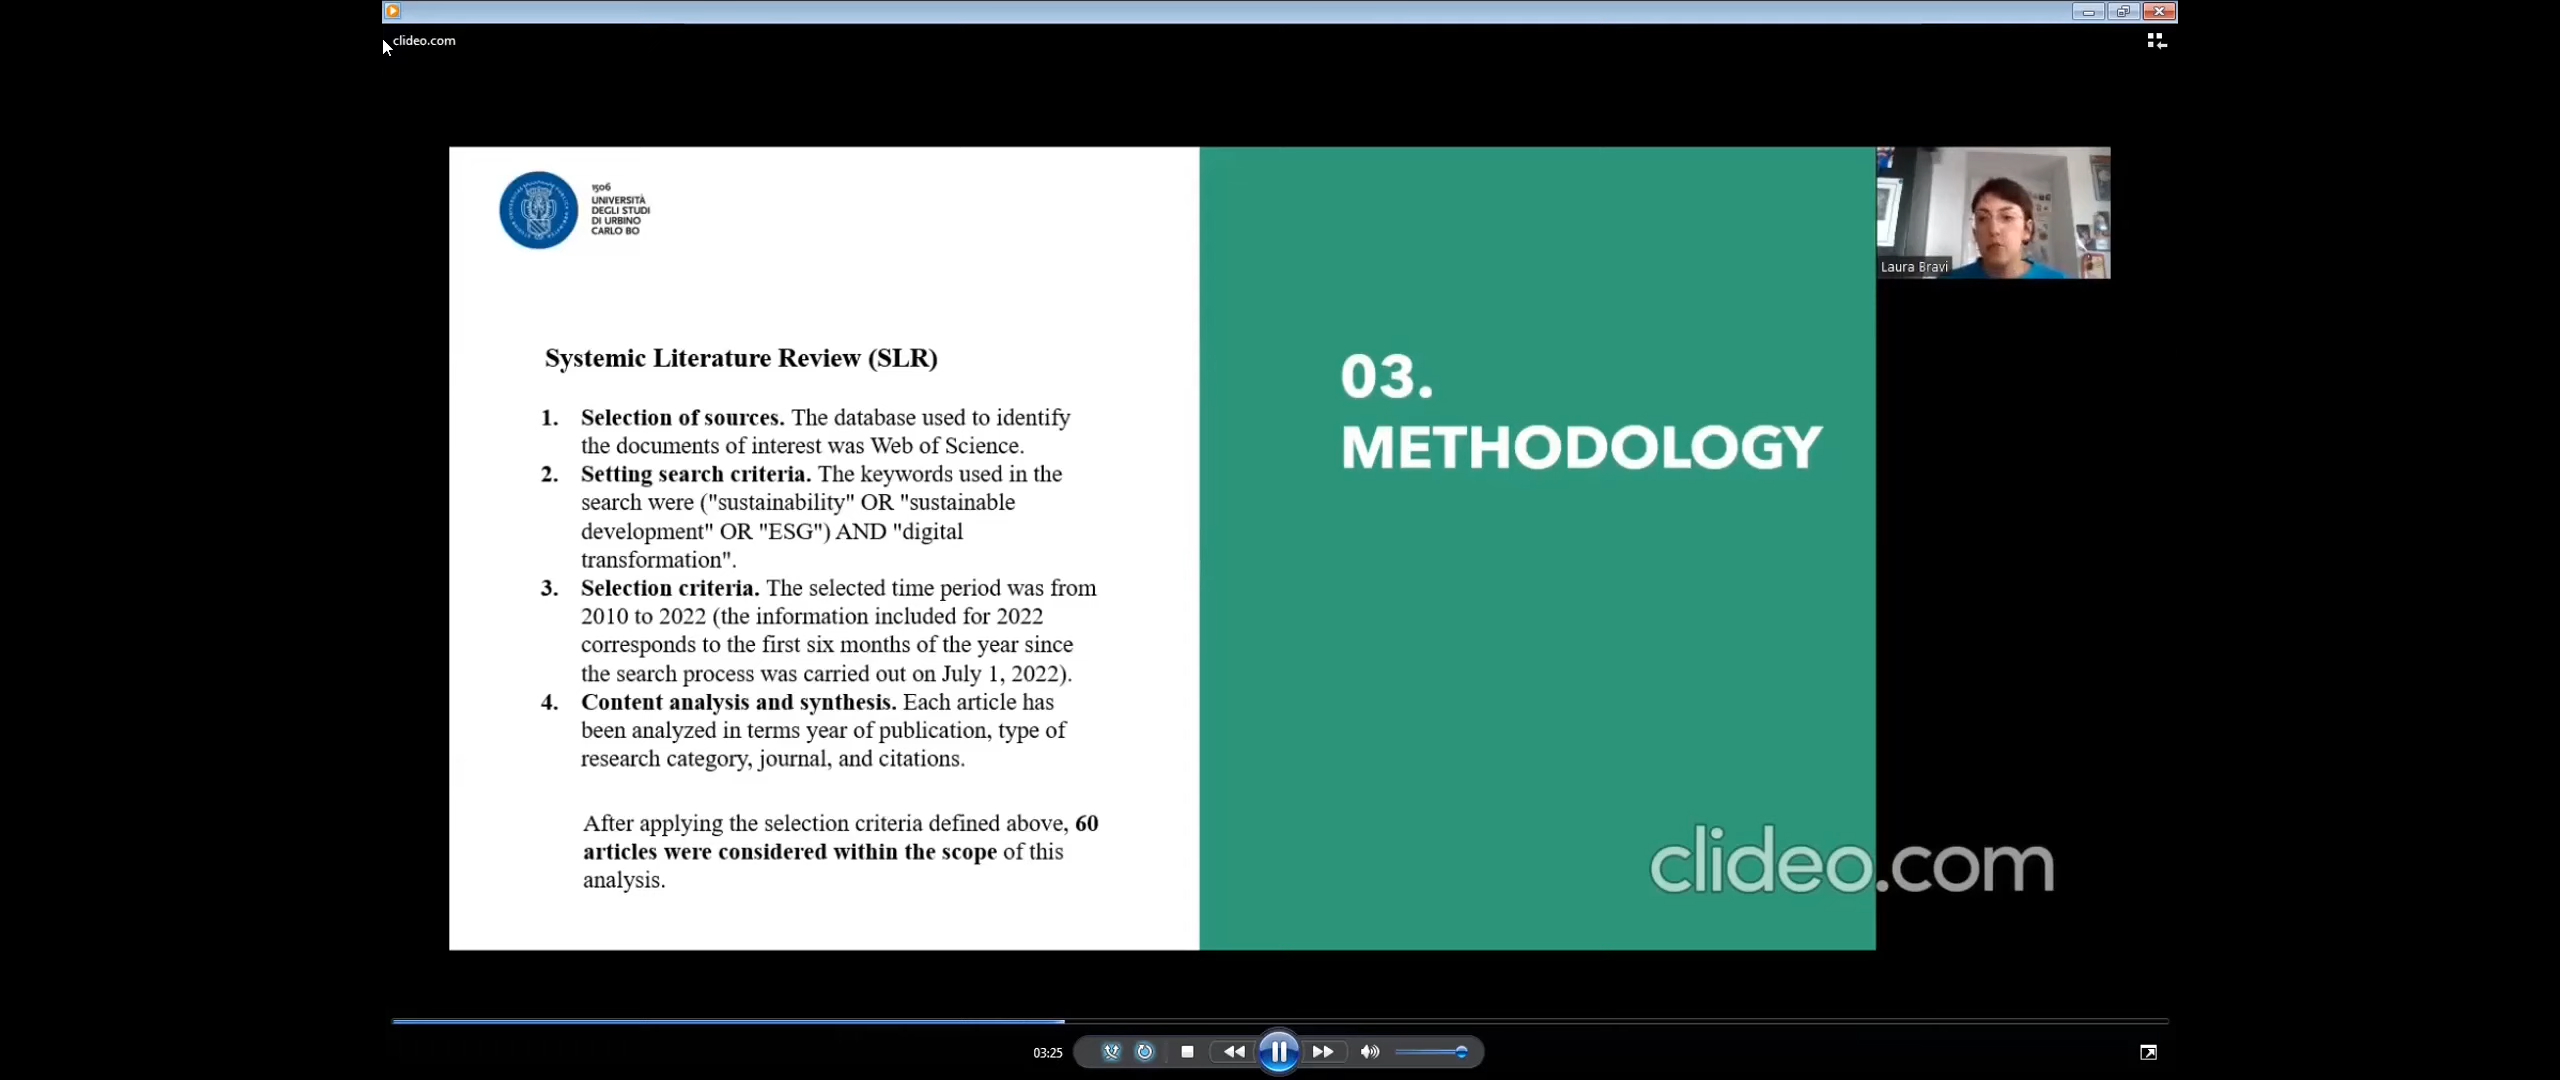 clideo.com
1506
UNIVERSITÀ
DEGLI STUDI
DI URBINO
CARLO BO
Systemic Literature Review (SLR)
1. Selection of sources. The database used to identify
the documents of interest was Web of Science.
2. Setting search criteria. The keywords used in the
search were ("sustainability" OR "sustainable
development" OR "ESG") AND "digital
transformation".
3. Selection criteria. The selected time period was from
2010 to 2022 (the information included for 2022
corresponds to the first six months of the year since
the search process was carried out on July 1, 2022).
4. Content analysis and synthesis. Each article has
been analyzed in terms year of publication, type of
research category, journal, and citations.
After applying the selection criteria defined above, 60
articles were considered within the scope of this
analysis.
03.
METHODOLOGY
Laura Bravi
clideo.com
03:25